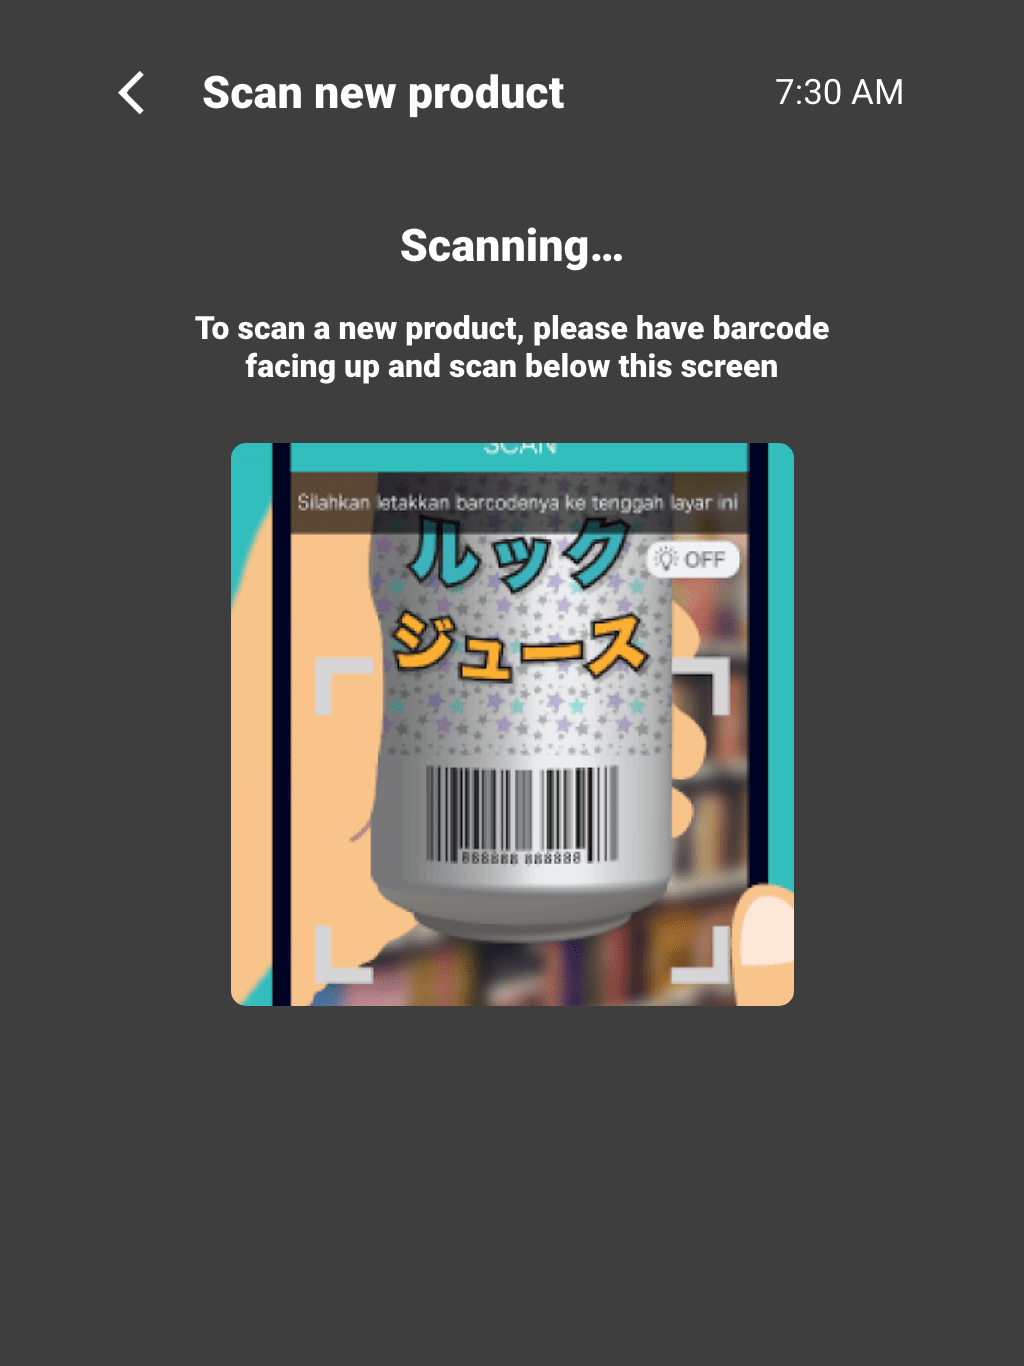 Scan new product
7:30 AM
Scanning...
To scan a new product, please have barcode
facing up and scan below this screen
SCAN
Silahkan letakkan barcodenya ke tenggah layar ini
OFF
ルック
ジュース
888888 888888